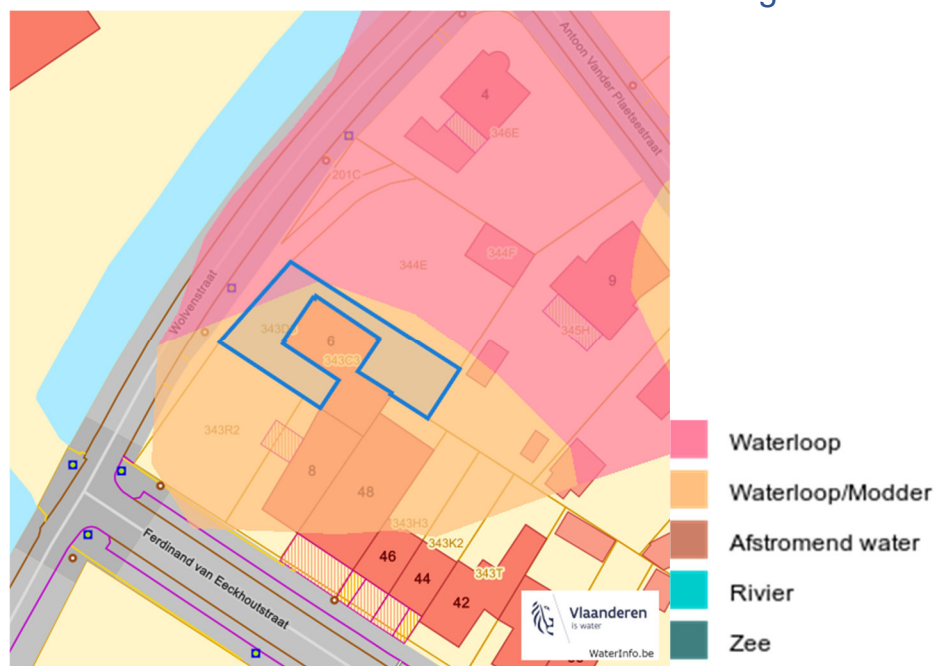 g
Antoon Vander Plaetsestraat
4
346E
201C
344F
344E
9
Wolvenstraat
345H
6
343C3
343R2
8
48
343H3
343K2
46
44
343T
42
Ferdinand van Eeckhoutstraat
Vlaanderen
is water
WaterInfo.be
Waterloop
Waterloop/Modder
Afstromend water
Rivier
Zee